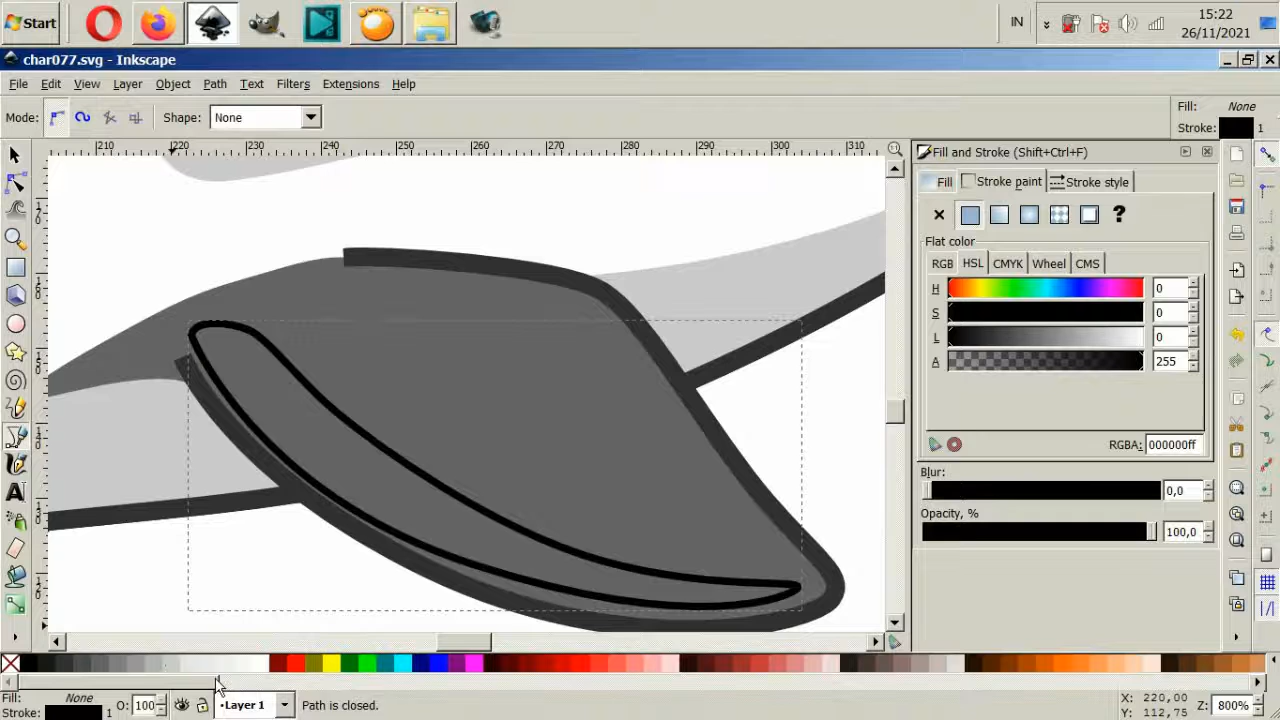 Start
IN
15:22
26/11/2021
char077.svg - Inkscape
File Edit View Layer Object Path Text Filters Extensions Help
Mode: Shape: None
Fill: None
Stroke: 1
210 220 230 240 250 260 270 280 290 300 310
Fill and Stroke (Shift+Ctrl+F)
Fill Stroke paint Stroke style
?
Flat color
RGB HSL CMYK Wheel CMS
H 0
S 0
L 0
A 255
RGBA: 000000ff
Blur:
0,0
Opacity, %
100,0
Fill: None O: 100 •Layer 1 Path is closed. X: 220,00 Z: 800%
Stroke: 1 Y: 112,75